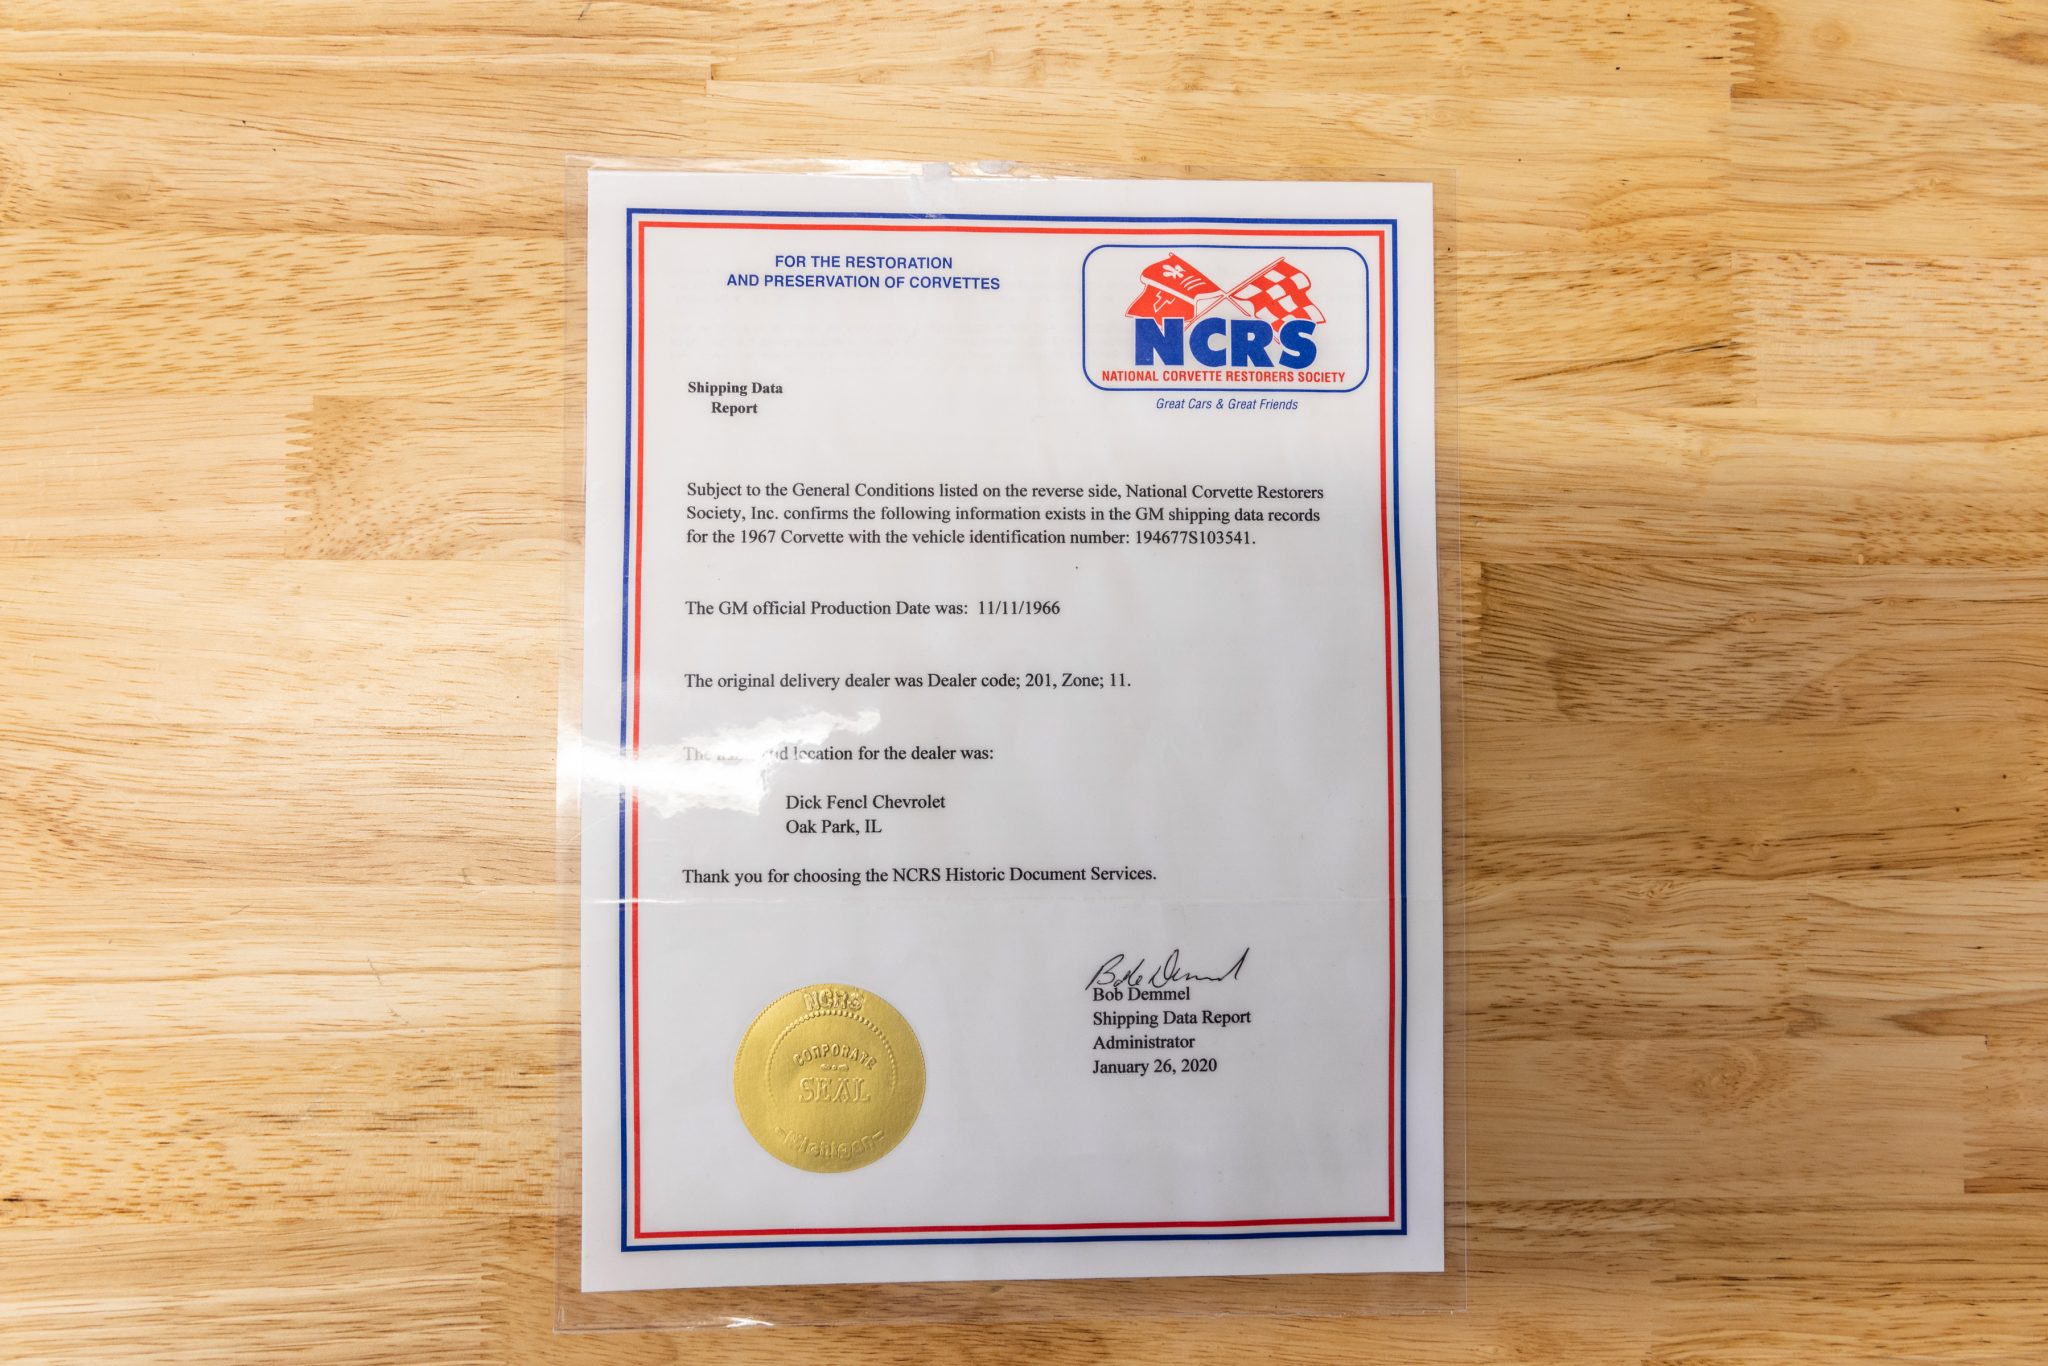 FOR THE RESTORATION
AND PRESERVATION OF CORVETTES
NCRS
NATIONAL CORVETTE RESTORERS SOCIETY
Great Cars & Great Friends
Shipping Data
Report
Subject to the General Conditions listed on the reverse side, National Corvette Restorers
Society, Inc. confirms the following information exists in the GM shipping data records
for the 1967 Corvette with the vehicle identification number: 194677S103541.
The GM official Production Date was: 11/11/1966
The original delivery dealer was Dealer code; 201, Zone; 11.
The location for the dealer was:
Dick Fencl Chevrolet
Oak Park, IL
Thank you for choosing the NCRS Historic Document Services.
Bob Demmel
Bob Demmel
Shipping Data Report
Administrator
January 26, 2020
NCRS
CORPORATE
SEAL
-Michigan-